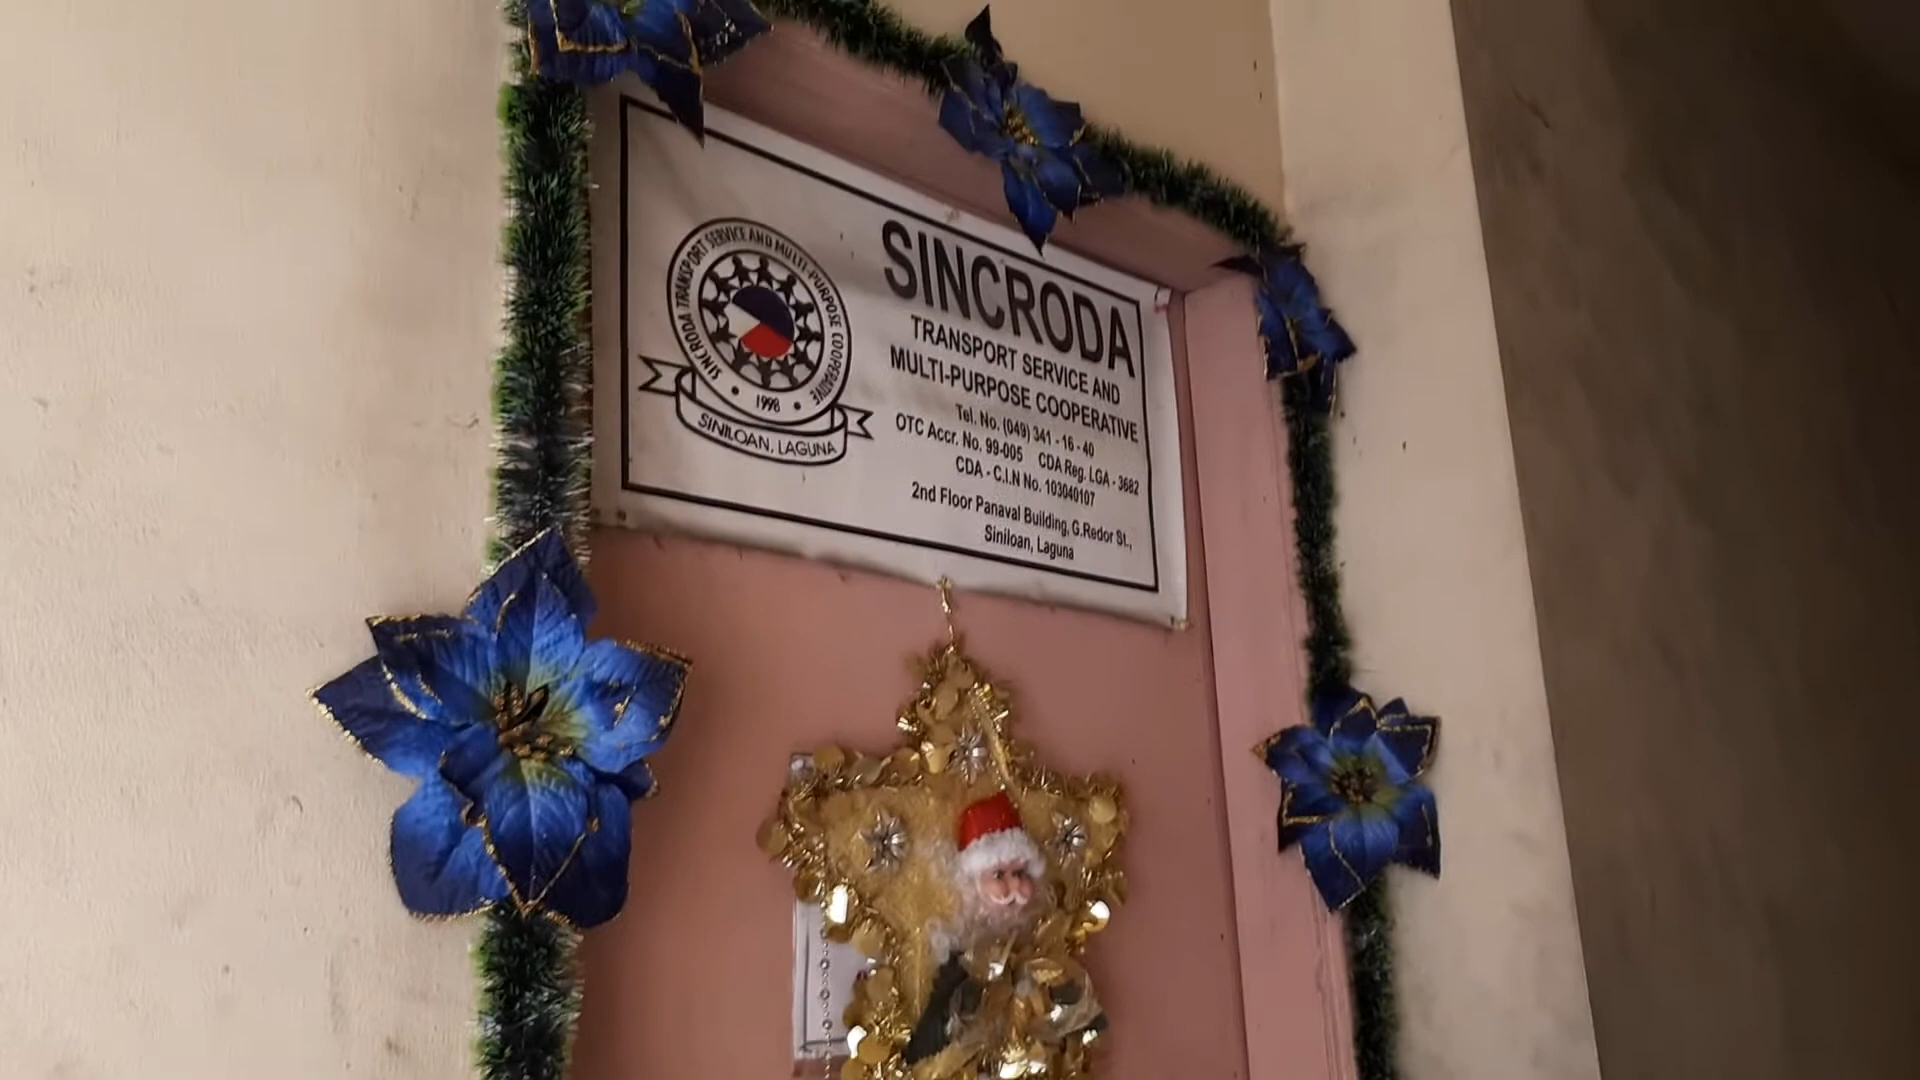 SINCRODA TRANSPORT SERVICE AND MULTI-PURPOSE COOPERATIVE
• 1998 •
SINILOAN, LAGUNA
SINCRODA
TRANSPORT SERVICE AND
MULTI-PURPOSE COOPERATIVE
Tel. No. (049) 341 - 16 - 40
OTC Accr. No. 99-005 CDA Reg. LGA - 3682
CDA - C.I.N No. 103040107
2nd Floor Panaval Building, G.Redor St.,
Siniloan, Laguna